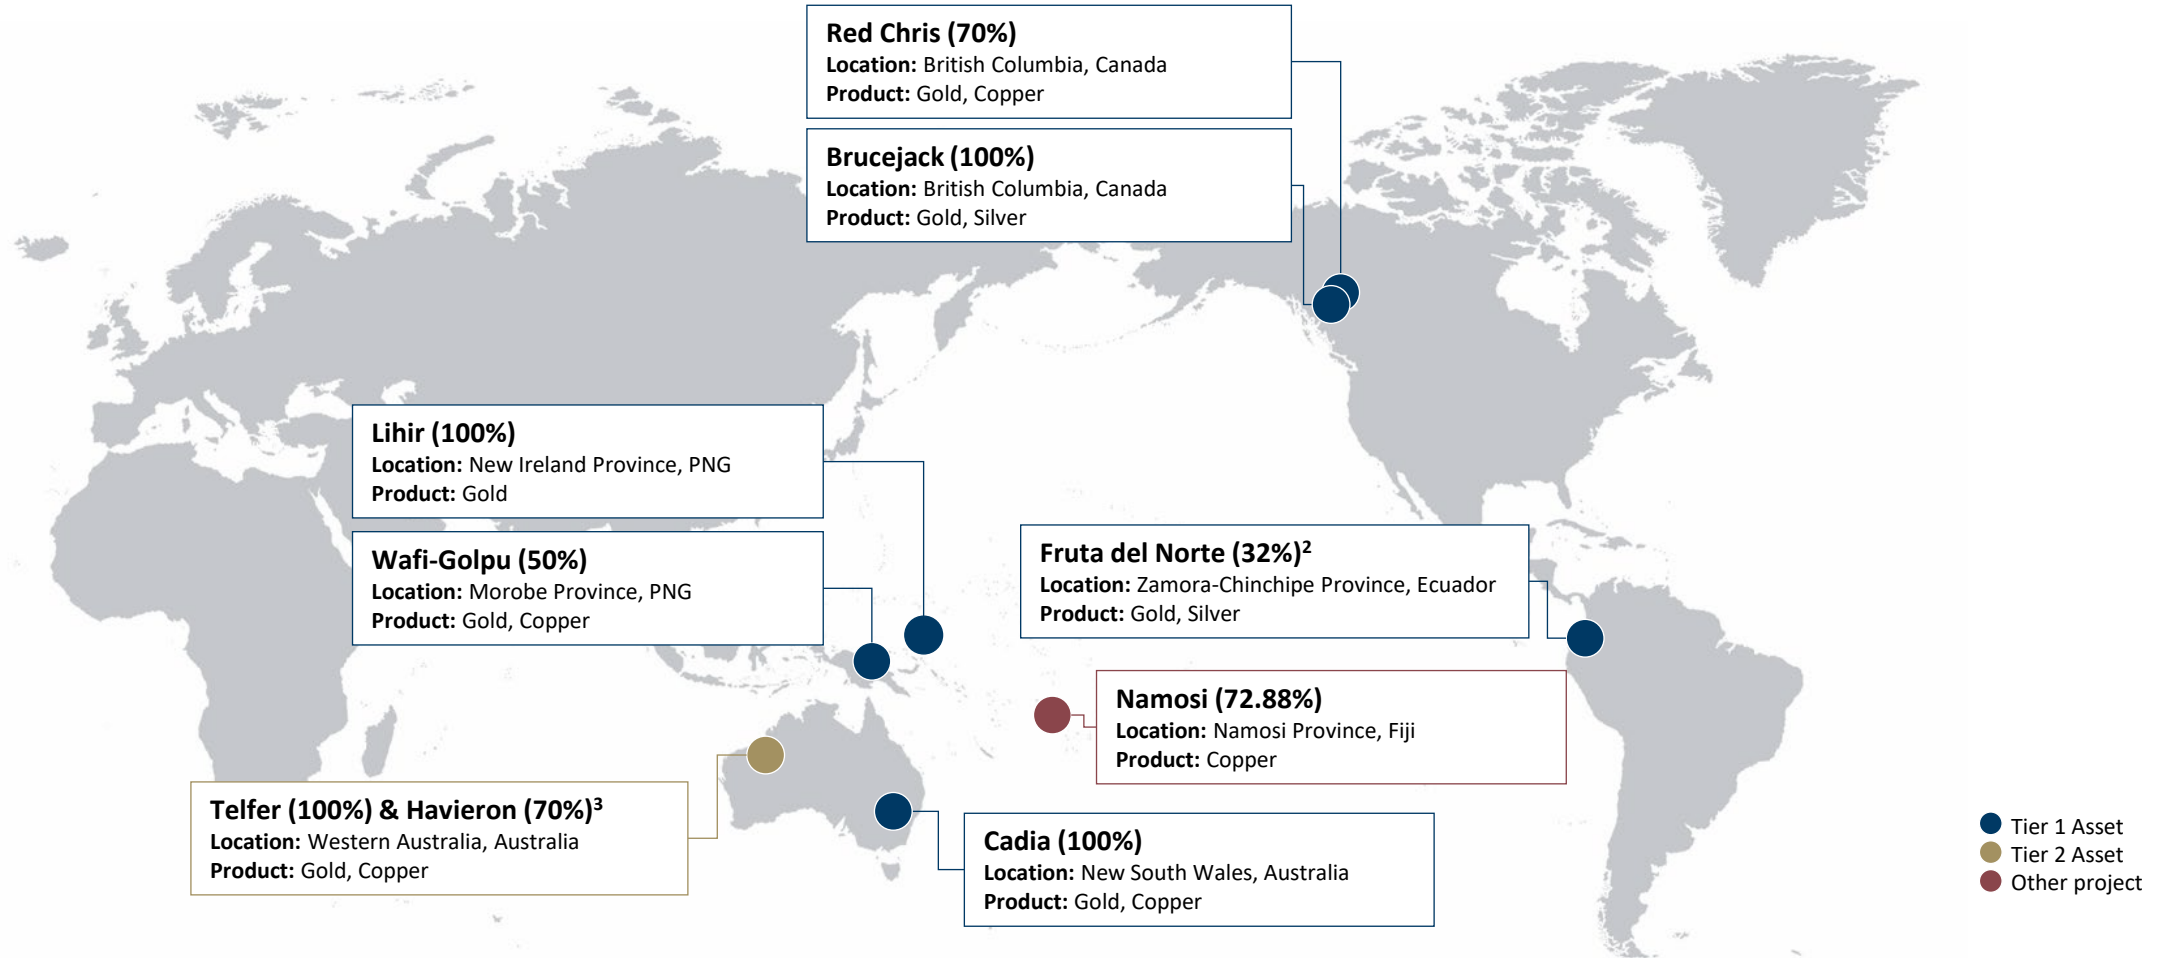 Red Chris (70%)
Location: British Columbia, Canada
Product: Gold, Copper
Brucejack (100%)
Location: British Columbia, Canada
Product: Gold, Silver
Lihir (100%)
Location: New Ireland Province, PNG
Product: Gold
Wafi-Golpu (50%)
Location: Morobe Province, PNG
Product: Gold, Copper
Fruta del Norte (32%)²
Location: Zamora-Chinchipe Province, Ecuador
Product: Gold, Silver
Namosi (72.88%)
Location: Namosi Province, Fiji
Product: Copper
Telfer (100%) & Havieron (70%)³
Location: Western Australia, Australia
Product: Gold, Copper
Cadia (100%)
Location: New South Wales, Australia
Product: Gold, Copper
Tier 1 Asset
Tier 2 Asset
Other project